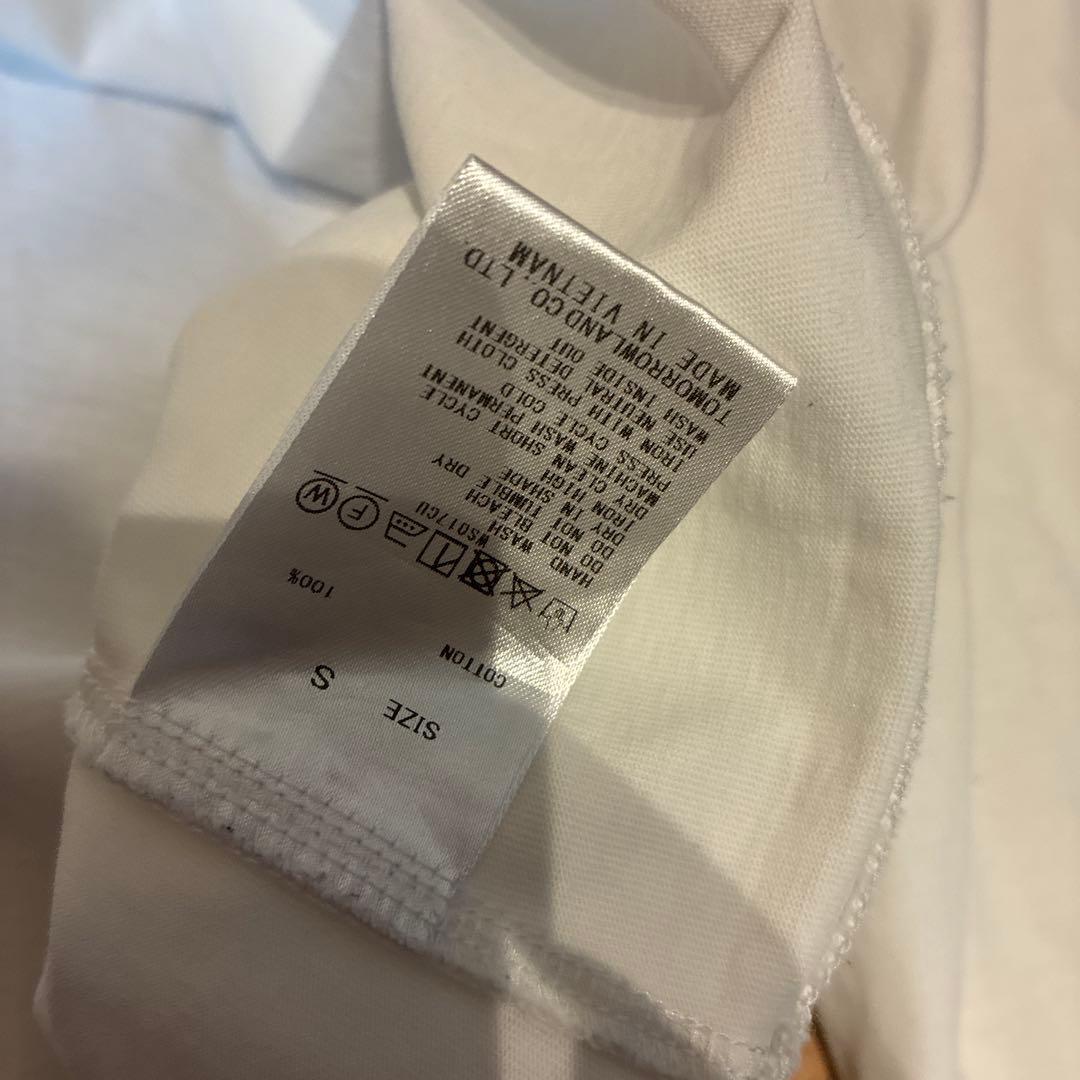 SIZE
S
COTTON 100%
F W
WS017CU
HAND WASH
DO NOT BLEACH
DO NOT TUMBLE DRY
DRY IN SHADE
IRON HIGH
DRY CLEAN SHORT CYCLE
MACHINE WASH PERMANENT
PRESS CYCLE COLD
IRON WITH PRESS CLOTH
USE NEUTRAL DETERGENT
WASH INSIDE OUT
TOMORROWLAND CO.,LTD.
MADE IN VIETNAM